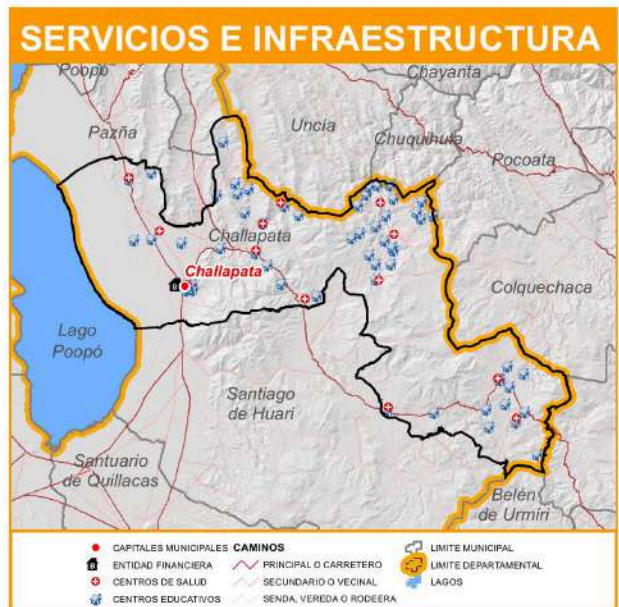 SERVICIOS E INFRAESTRUCTURA
Poopó
Chayanta
Uncia
Pazña
Chuquihuta
Pocoata
Challapata
Challapata
Colquechaca
Lago
Poopó
Santiago
de Huari
Santuario
de Quillacas
Belén
de Urmiri
CAPITALES MUNICIPALES
ENTIDAD FINANCIERA
CENTROS DE SALUD
CENTROS EDUCATIVOS
CAMINOS
PRINCIPAL O CARRETERO
SECUNDARIO O VECINAL
SENDA, VEREDA O RODEERA
LIMITE MUNICIPAL
LIMITE DEPARTAMENTAL
LAGOS